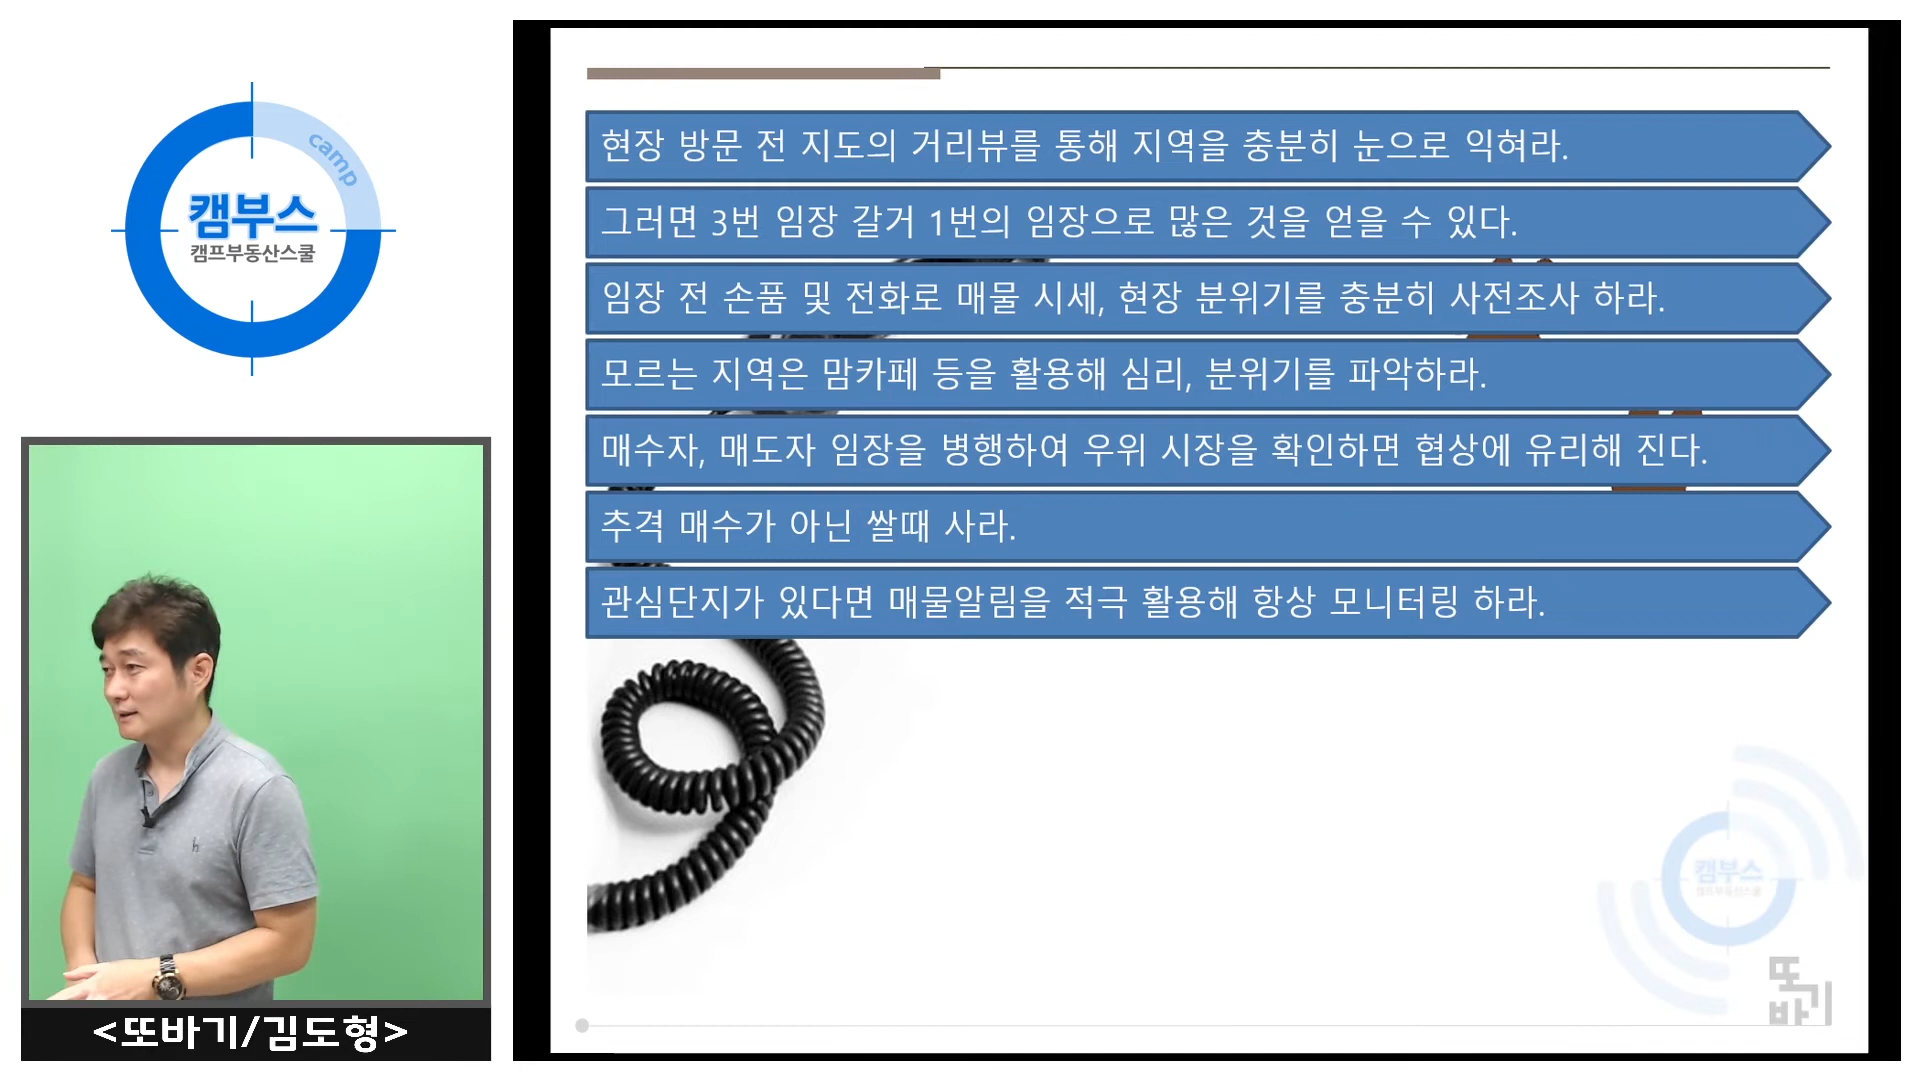 camp
캠부스
캠프부동산스쿨
<또바기/김도형>
현장 방문 전 지도의 거리뷰를 통해 지역을 충분히 눈으로 익혀라.
그러면 3번 임장 갈거 1번의 임장으로 많은 것을 얻을 수 있다.
임장 전 손품 및 전화로 매물 시세, 현장 분위기를 충분히 사전조사 하라.
모르는 지역은 맘카페 등을 활용해 심리, 분위기를 파악하라.
매수자, 매도자 임장을 병행하여 우위 시장을 확인하면 협상에 유리해 진다.
추격 매수가 아닌 쌀때 사라.
관심단지가 있다면 매물알림을 적극 활용해 항상 모니터링 하라.
캠부스
캠프부동산스쿨
또
바기